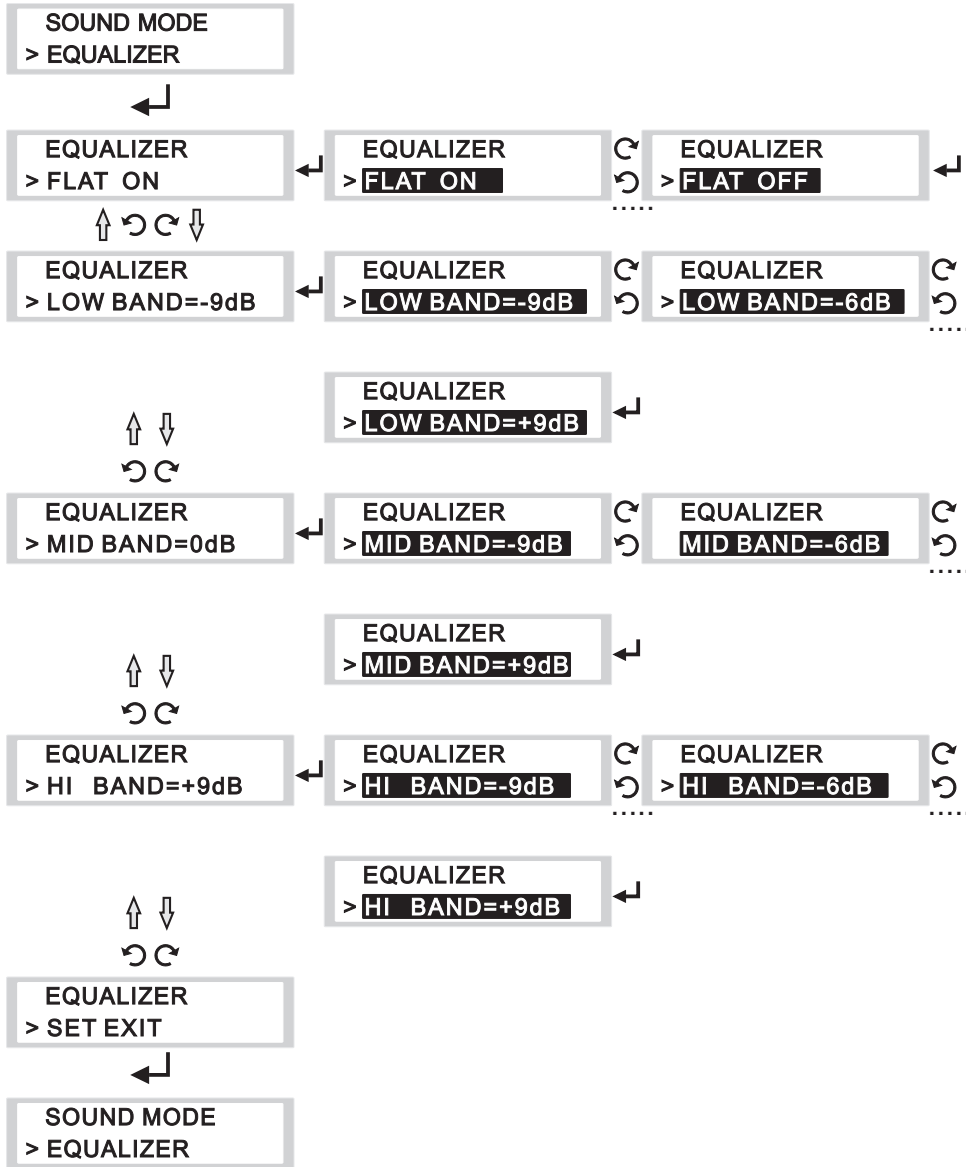 SOUND MODE
> EQUALIZER
EQUALIZER
> FLAT ON
EQUALIZER
> FLAT ON
EQUALIZER
> FLAT OFF
EQUALIZER
> LOW BAND=-9dB
EQUALIZER
> LOW BAND=-9dB
EQUALIZER
> LOW BAND=-6dB
EQUALIZER
> LOW BAND=+9dB
EQUALIZER
> MID BAND=0dB
EQUALIZER
> MID BAND=-9dB
EQUALIZER
MID BAND=-6dB
EQUALIZER
> MID BAND=+9dB
EQUALIZER
> HI BAND=+9dB
EQUALIZER
> HI BAND=-9dB
EQUALIZER
> HI BAND=-6dB
EQUALIZER
> HI BAND=+9dB
EQUALIZER
> SET EXIT
SOUND MODE
> EQUALIZER